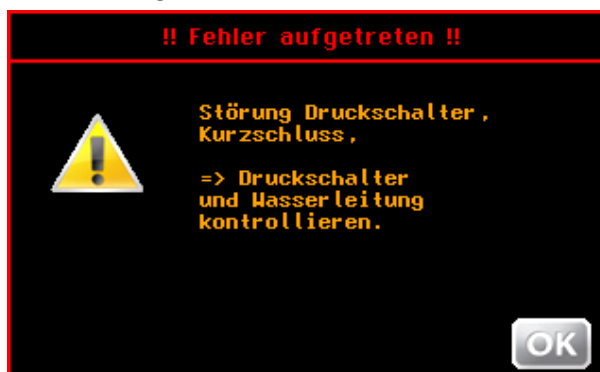 !! Fehler aufgetreten !!
Störung Druckschalter,
Kurzschluss,
=> Druckschalter
und Wasserleitung
kontrollieren.
OK